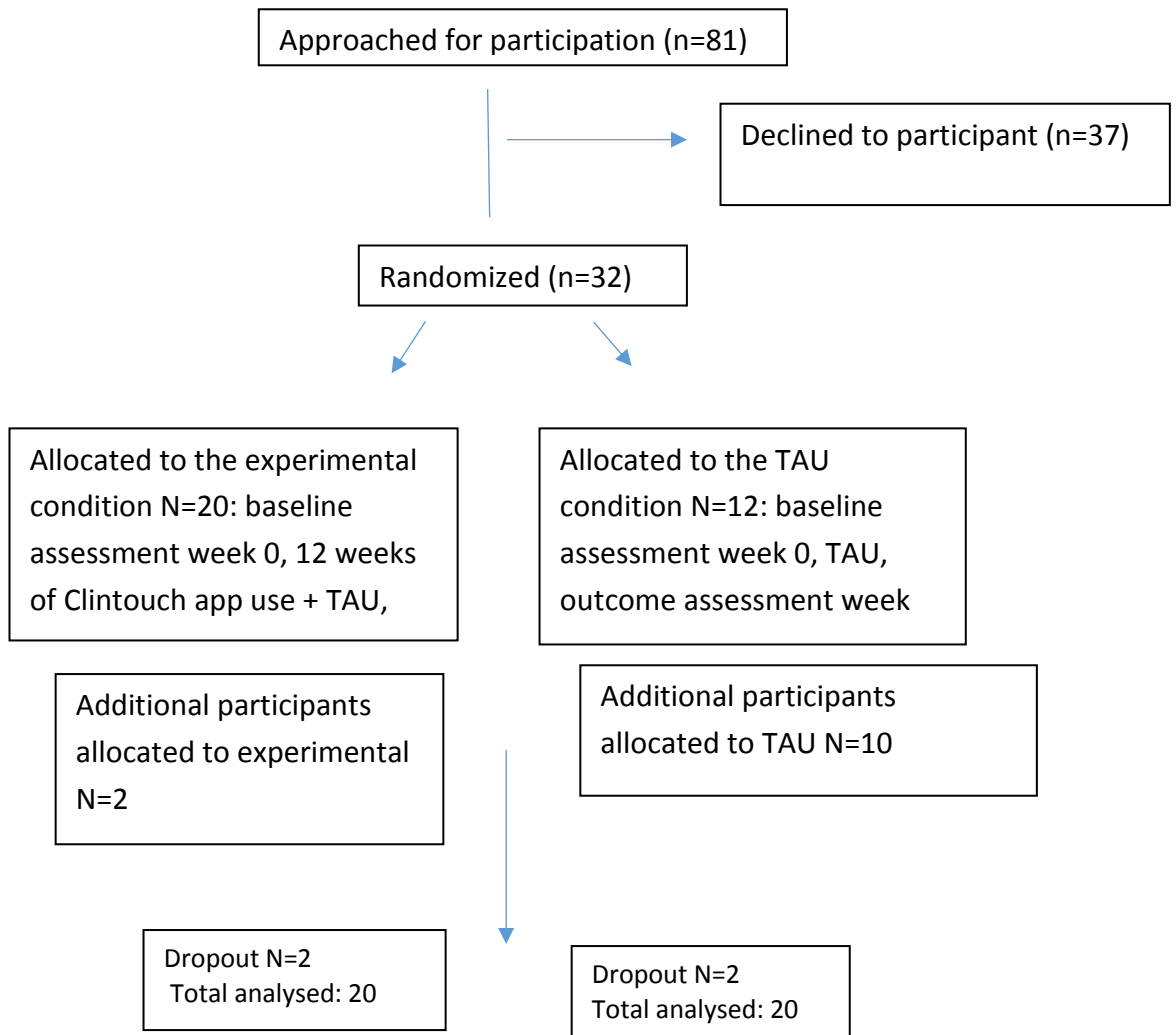 Approached for participation (n=81)
Declined to participant (n=37)
Randomized (n=32)
Allocated to the experimental
condition N=20: baseline
assessment week 0, 12 weeks
of Clintouch app use + TAU,
Allocated to the TAU
condition N=12: baseline
assessment week 0, TAU,
outcome assessment week
Additional participants
allocated to experimental
N=2
Additional participants
allocated to TAU N=10
Dropout N=2
Total analysed: 20
Dropout N=2
Total analysed: 20